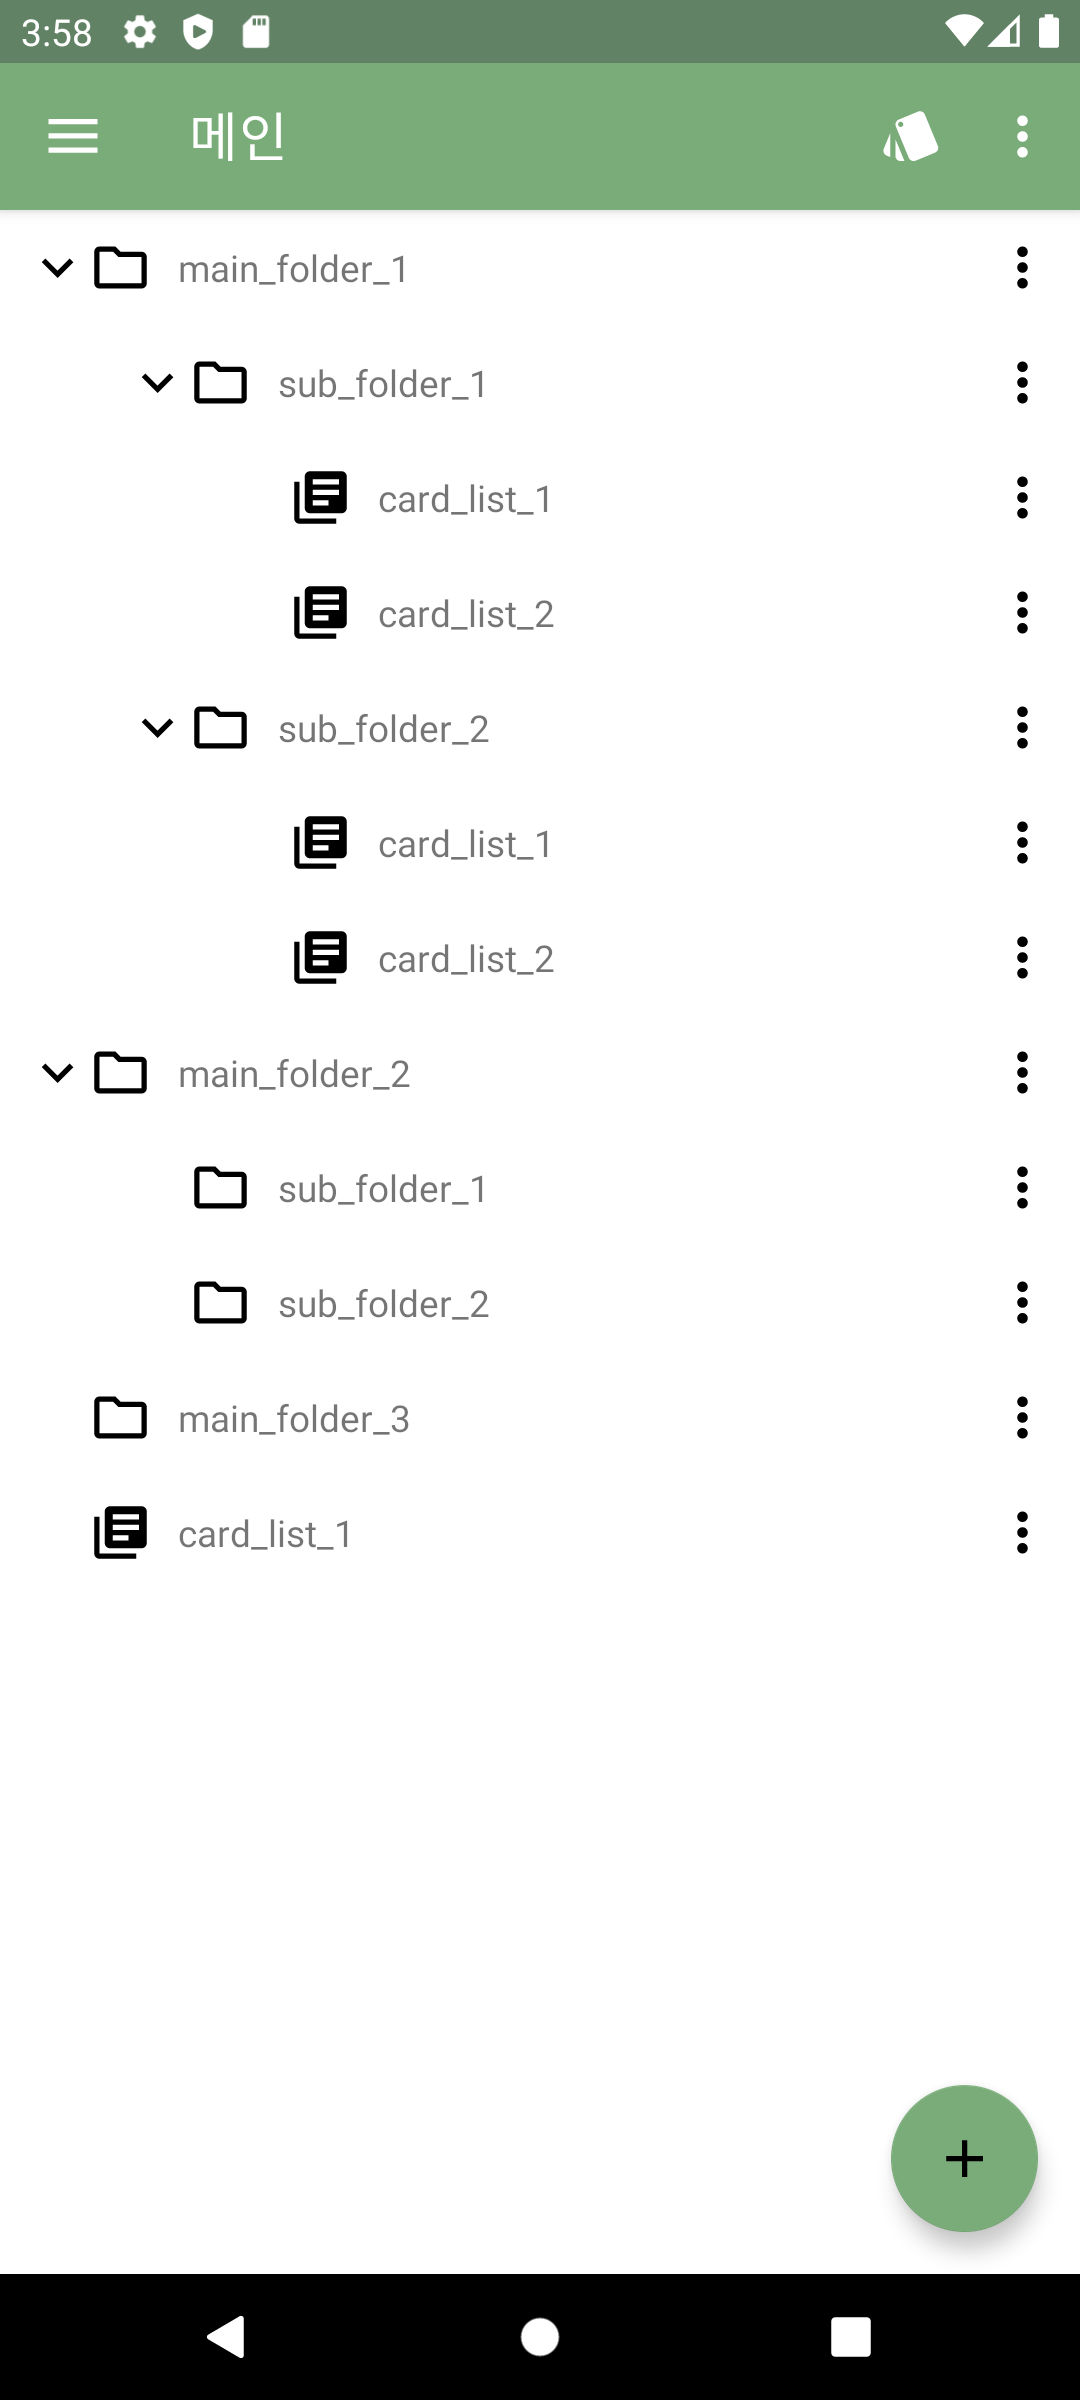 3:58
메인
main_folder_1
sub_folder_1
card_list_1
card_list_2
sub_folder_2
card_list_1
card_list_2
main_folder_2
sub_folder_1
sub_folder_2
main_folder_3
card_list_1